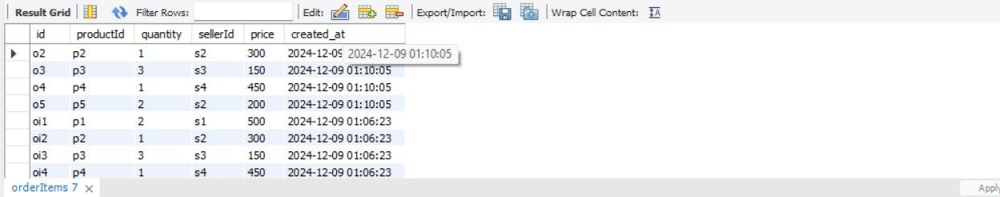 Result Grid Filter Rows: Edit: Export/Import: Wrap Cell Content:
id productId quantity sellerId price created_at
o2 p2 1 s2 300 2024-12-09 2024-12-09 01:10:05
o3 p3 3 s3 150 2024-12-09 01:10:05
o4 p4 1 s4 450 2024-12-09 01:10:05
o5 p5 2 s2 200 2024-12-09 01:10:05
oi1 p1 2 s1 500 2024-12-09 01:06:23
oi2 p2 1 s2 300 2024-12-09 01:06:23
oi3 p3 3 s3 150 2024-12-09 01:06:23
oi4 p4 1 s4 450 2024-12-09 01:06:23
orderItems 7 Apply